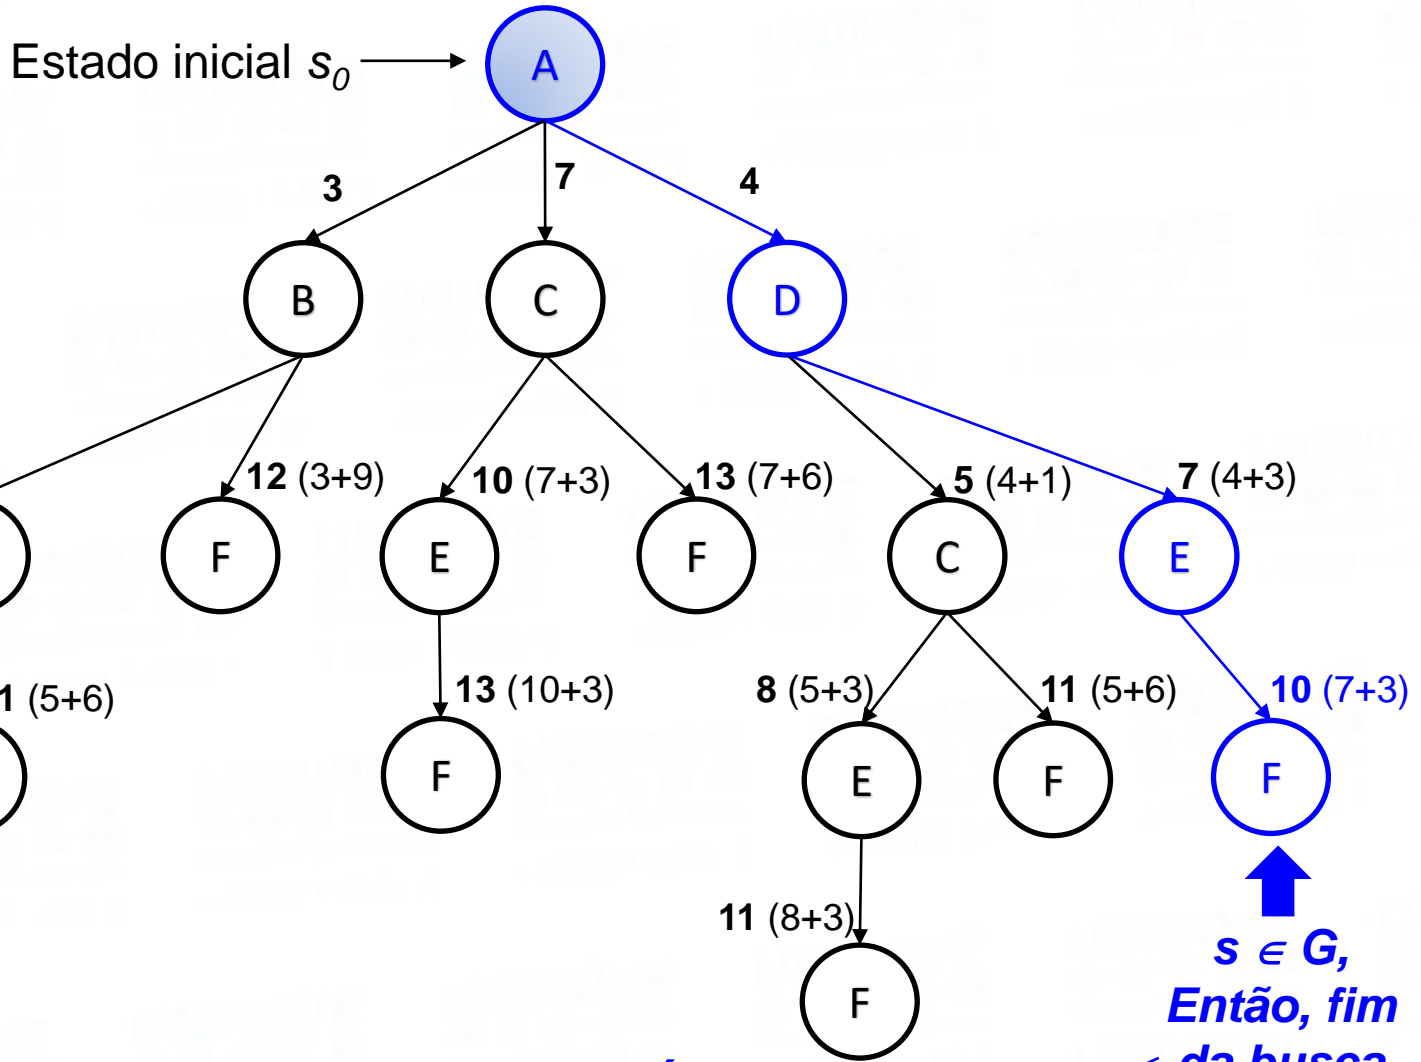 Estado inicial s0
A
3
7
4
B
C
D
12 (3+9)
10 (7+3)
13 (7+6)
5 (4+1)
7 (4+3)
F
E
F
C
E
1 (5+6)
13 (10+3)
8 (5+3)
11 (5+6)
10 (7+3)
F
E
F
F
11 (8+3)
F
s ∈ G,
Então, fim
da busca